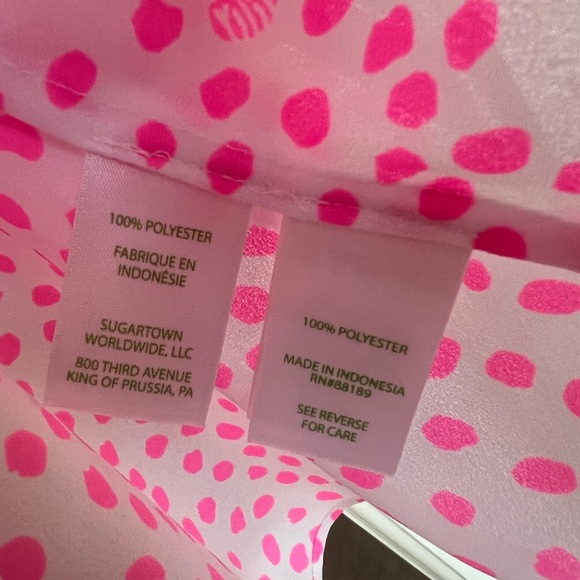 100% POLYESTER
FABRIQUE EN
INDONÉSIE
SUGARTOWN
WORLDWIDE, LLC
800 THIRD AVENUE
KING OF PRUSSIA, PA
100% POLYESTER
MADE IN INDONESIA
RN#88189
SEE REVERSE
FOR CARE